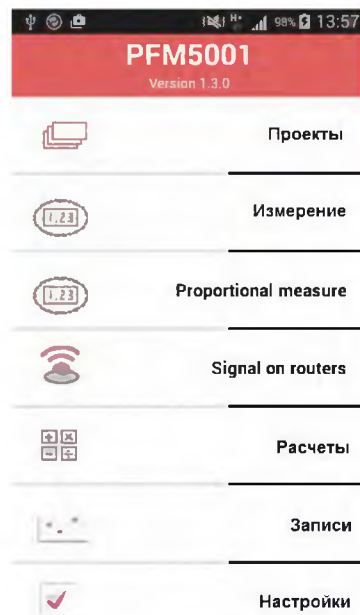 H+ 98% 13:57
PFM5001
Version 1.3.0
Проекты
1.23 Измерение
1.23 Proportional measure
Signal on routers
Расчеты
Записи
Настройки